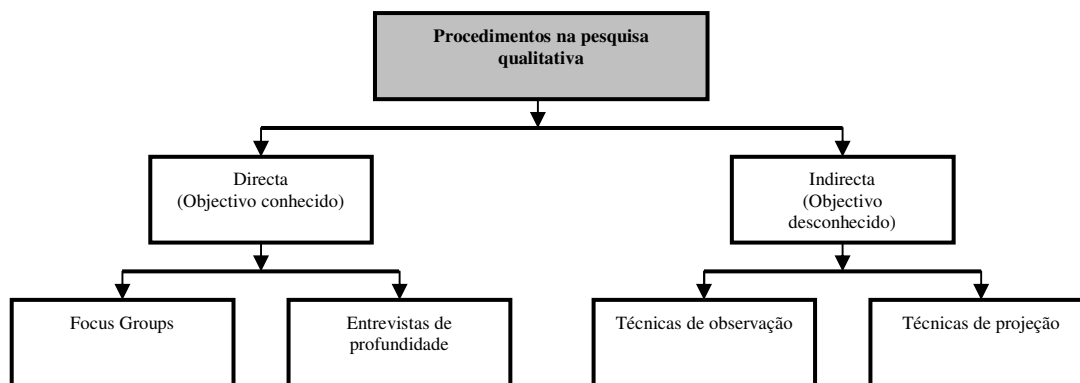 Procedimentos na pesquisa
qualitativa
Directa
(Objectivo conhecido)
Indirecta
(Objectivo
desconhecido)
Focus Groups
Entrevistas de
profundidade
Técnicas de observação
Técnicas de projeção